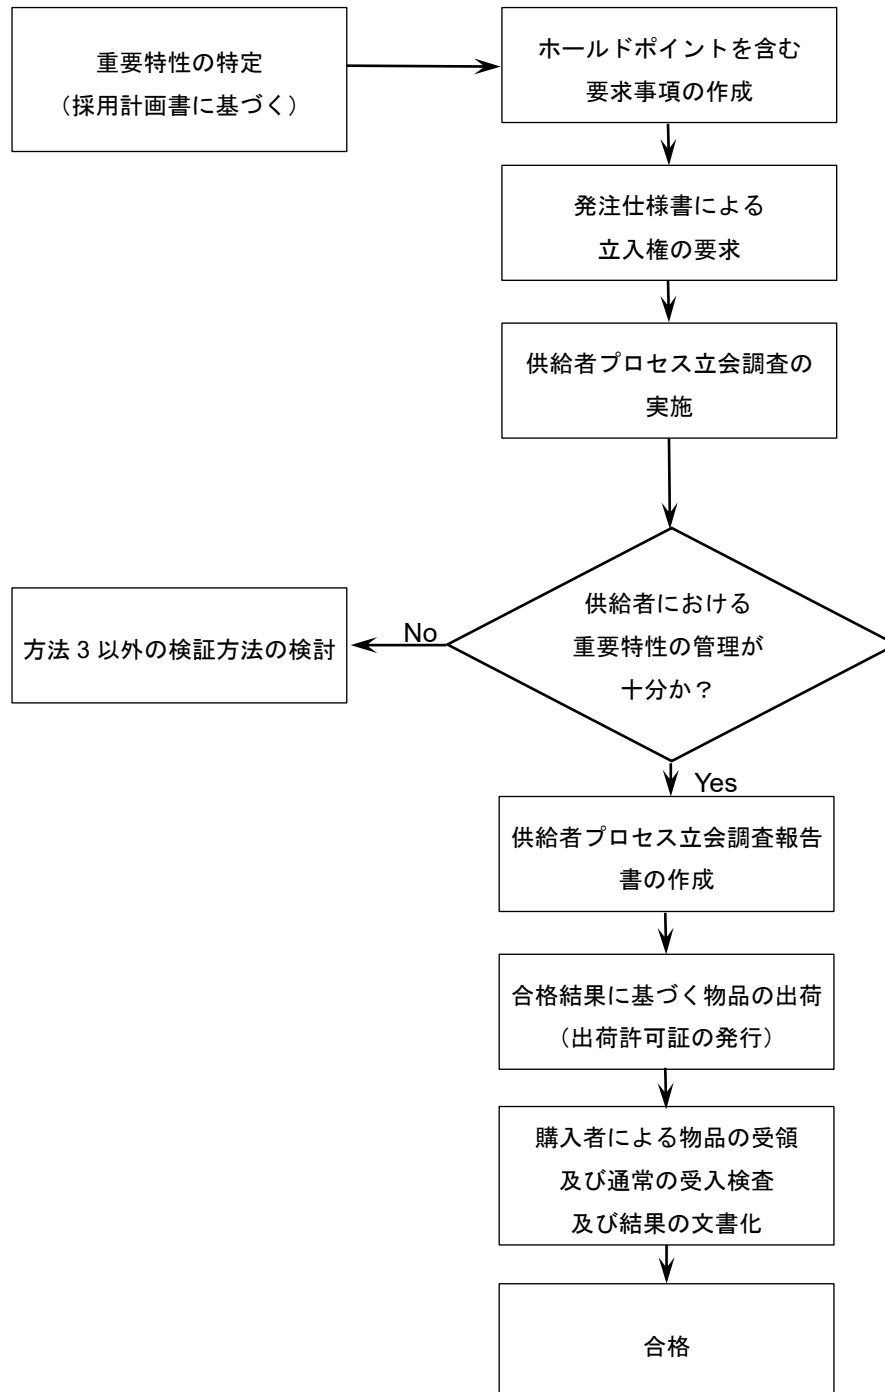 重要特性の特定
（採用計画書に基づく）
ホールドポイントを含む
要求事項の作成
発注仕様書による
立入権の要求
供給者プロセス立会調査の
実施
供給者における
重要特性の管理が
十分か？
No
方法3以外の検証方法の検討
Yes
供給者プロセス立会調査報告
書の作成
合格結果に基づく物品の出荷
（出荷許可証の発行）
購入者による物品の受領
及び通常の受入検査
及び結果の文書化
合格